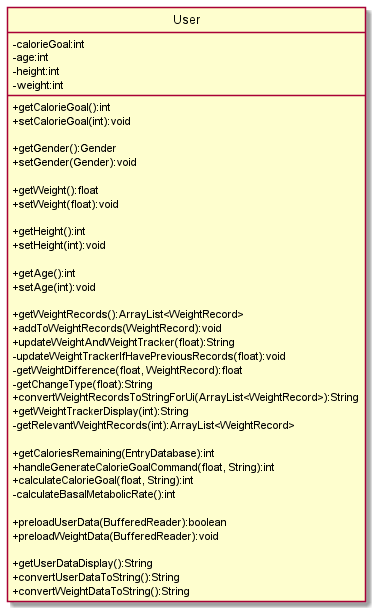 User
-calorieGoal:int
-age:int
-height:int
-weight:int
+getCalorieGoal():int
+setCalorieGoal(int):void
+getGender():Gender
+setGender(Gender):void
+getWeight():float
+setWeight(float):void
+getHeight():int
+setHeight(int):void
+getAge():int
+setAge(int):void
+getWeightRecords():ArrayList<WeightRecord>
+addToWeightRecords(WeightRecord):void
+updateWeightAndWeightTracker(float):String
-updateWeightTrackerIfHavePreviousRecords(float):void
-getWeightDifference(float, WeightRecord):float
-getChangeType(float):String
+convertWeightRecordsToStringForUi(ArrayList<WeightRecord>):String
+getWeightTrackerDisplay(int):String
-getRelevantWeightRecords(int):ArrayList<WeightRecord>
+getCaloriesRemaining(EntryDatabase):int
+handleGenerateCalorieGoalCommand(float, String):int
+calculateCalorieGoal(float, String):int
-calculateBasalMetabolicRate():int
+preloadUserData(BufferedReader):boolean
+preloadWeightData(BufferedReader):void
+getUserDataDisplay():String
+convertUserDataToString():String
+convertWeightDataToString():String